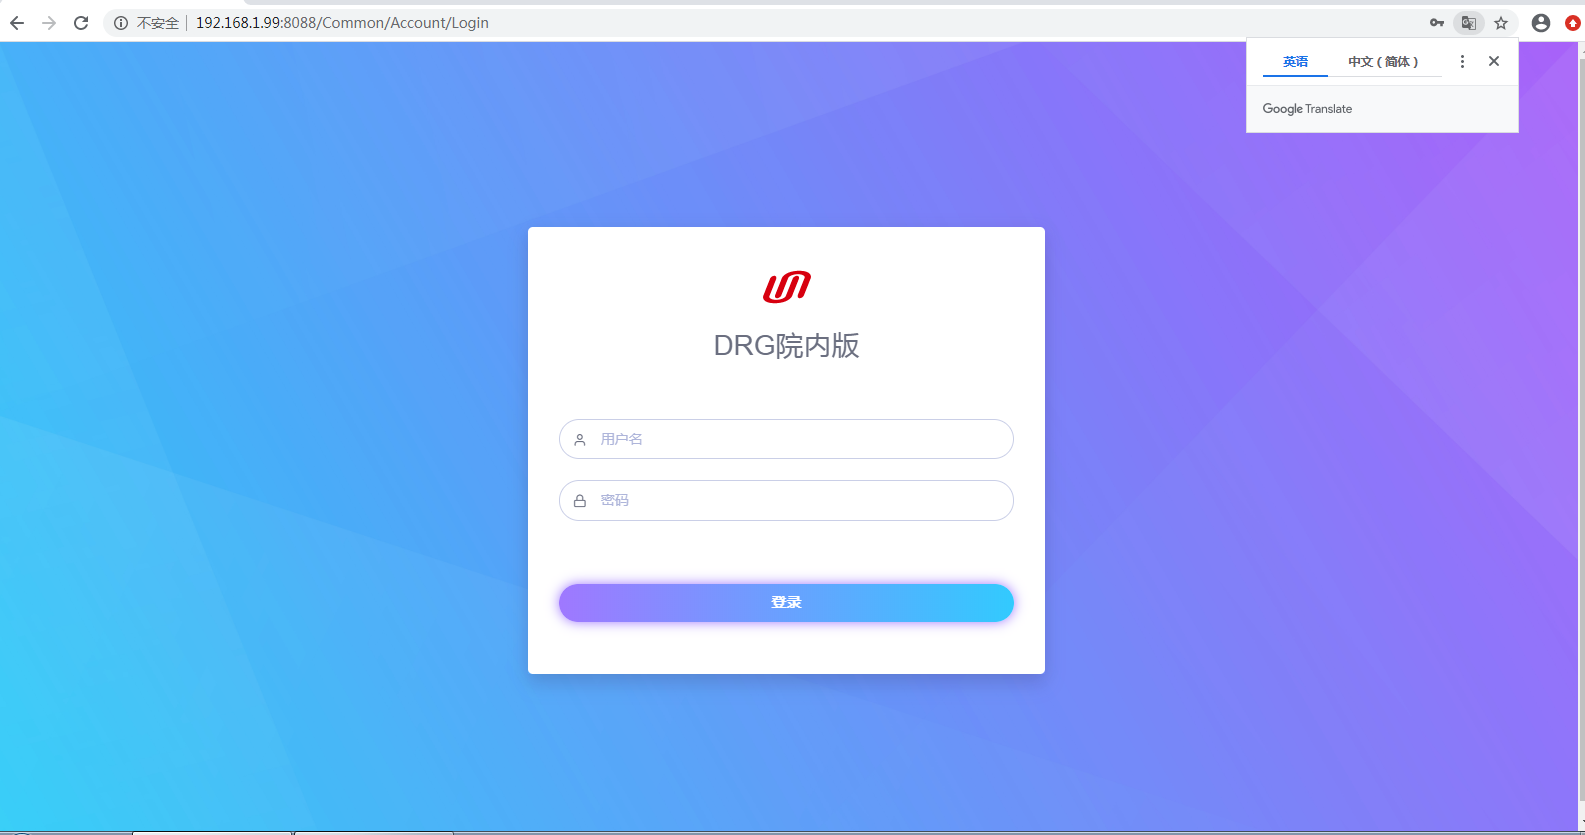 不安全 192.168.1.99:8088/Common/Account/Login
英语 中文 ( 简体 )
Google Translate
DRG院内版
用户名
密码
登录